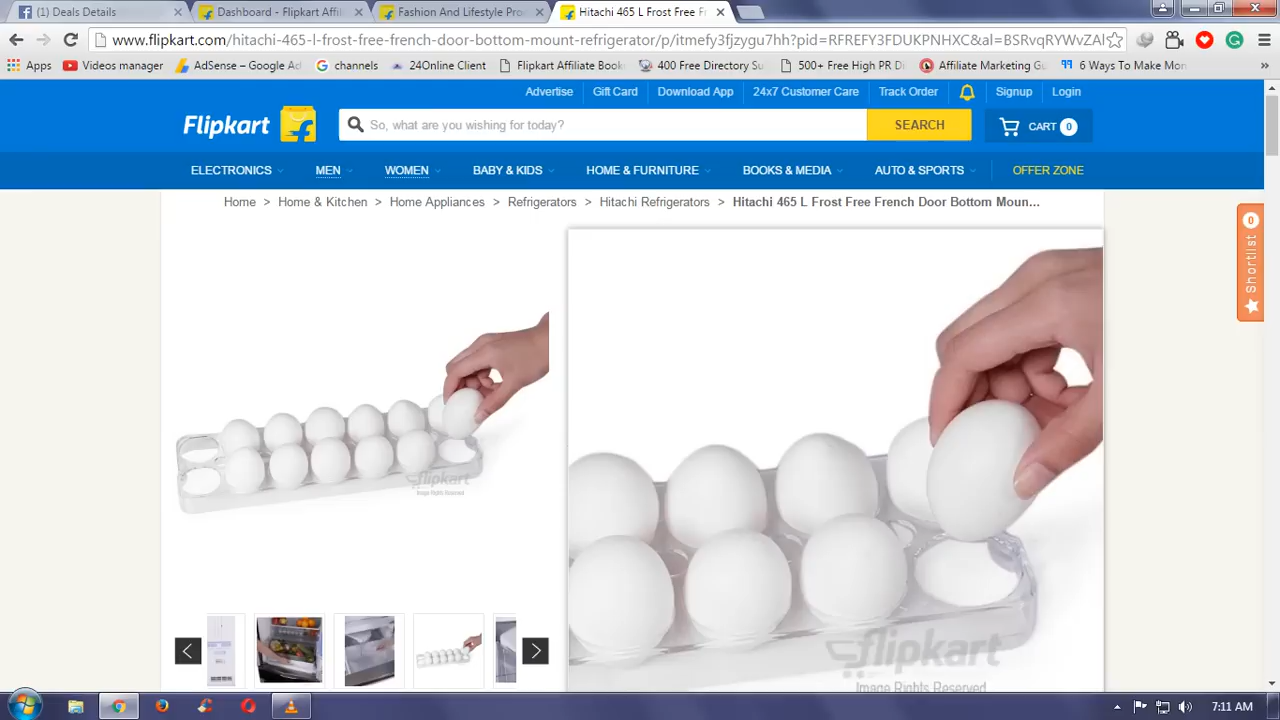 (1) Deals Details
Dashboard - Flipkart Affil
Fashion And Lifestyle Pro
Hitachi 465 L Frost Free F
www.flipkart.com/hitachi-465-l-frost-free-french-door-bottom-mount-refrigerator/p/itmefy3fjzygu7hh?pid=RFREFY3FDUKPNHXC&al=BSRvqRYWvZAl
Apps
Videos manager
AdSense – Google Ad
channels
24Online Client
Flipkart Affiliate Book
400 Free Directory Su
500+ Free High PR Di
Affiliate Marketing Gu
6 Ways To Make Mon
»
Advertise
Gift Card
Download App
24x7 Customer Care
Track Order
Signup
Login
Flipkart
So, what are you wishing for today?
SEARCH
CART 0
ELECTRONICS
MEN
WOMEN
BABY & KIDS
HOME & FURNITURE
BOOKS & MEDIA
AUTO & SPORTS
OFFER ZONE
Home > Home & Kitchen > Home Appliances > Refrigerators > Hitachi Refrigerators > Hitachi 465 L Frost Free French Door Bottom Moun...
0
Shortlist
flipkart
Image Rights Reserved
flipkart
Image Rights Reserved
7:11 AM